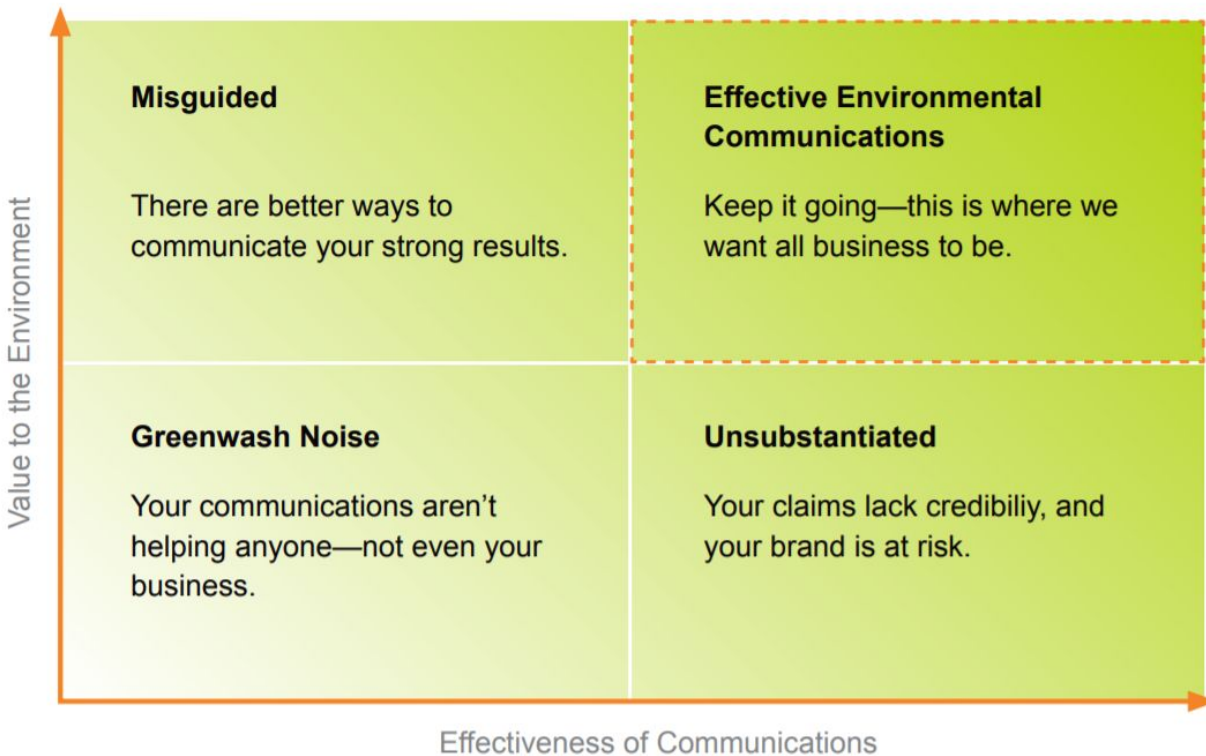 Value to the Environment
Misguided
There are better ways to
communicate your strong results.
Effective Environmental
Communications
Keep it going—this is where we
want all business to be.
Greenwash Noise
Your communications aren’t
helping anyone—not even your
business.
Unsubstantiated
Your claims lack credibiliy, and
your brand is at risk.
Effectiveness of Communications